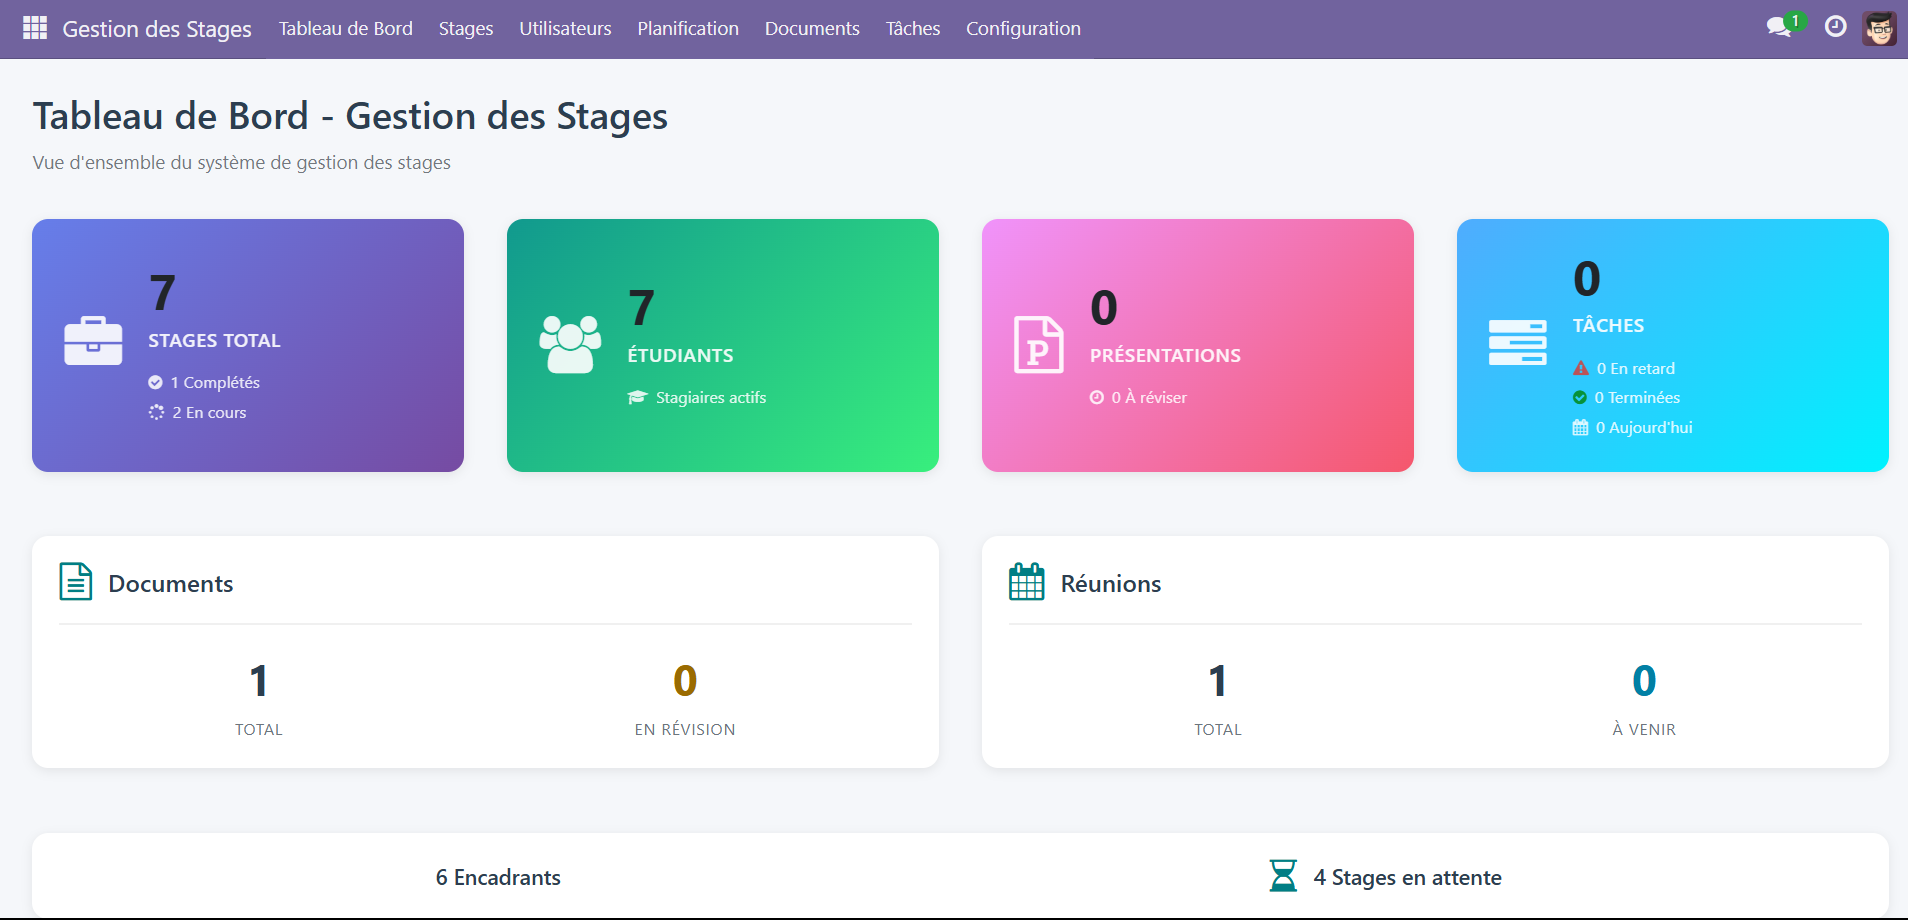 Gestion des Stages Tableau de Bord Stages Utilisateurs Planification Documents Tâches Configuration 1
Tableau de Bord - Gestion des Stages
Vue d'ensemble du système de gestion des stages
7
STAGES TOTAL
1 Complétés
2 En cours
7
ÉTUDIANTS
Stagiaires actifs
0
PRÉSENTATIONS
0 À réviser
0
TÂCHES
0 En retard
0 Terminées
0 Aujourd'hui
Documents
1
TOTAL
0
EN RÉVISION
Réunions
1
TOTAL
0
À VENIR
6 Encadrants
4 Stages en attente